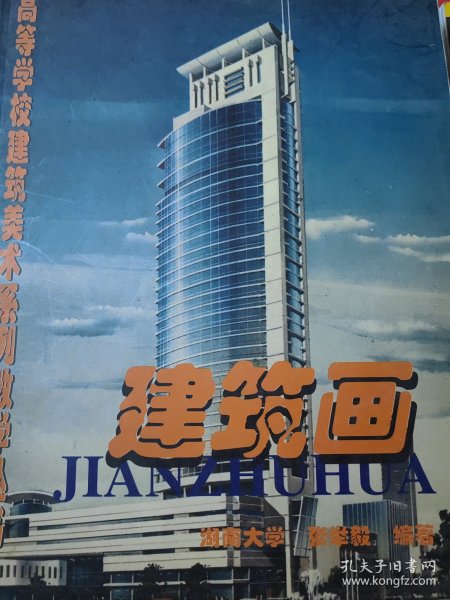 高等学校建筑美术系列教学丛书
建筑画
JIANZHUHUA
湖南大学 张举毅 编著
孔夫子旧书网
www.kongfz.com